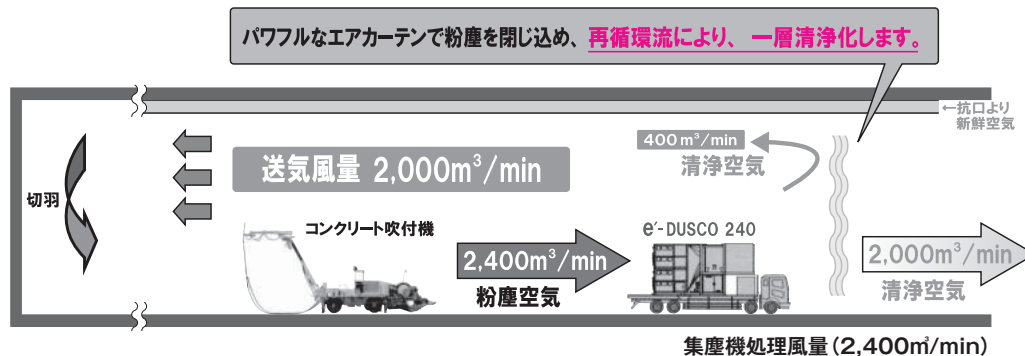 パワフルなエアカーテンで粉塵を閉じ込め、再循環流により、一層清浄化します。
←抗口より
新鮮空気
400m³/min
清浄空気
送気風量 2,000m³/min
切羽
コンクリート吹付機
e'-DUSCO 240
2,400m³/min
粉塵空気
2,000m³/min
清浄空気
集塵機処理風量(2,400㎥/min)